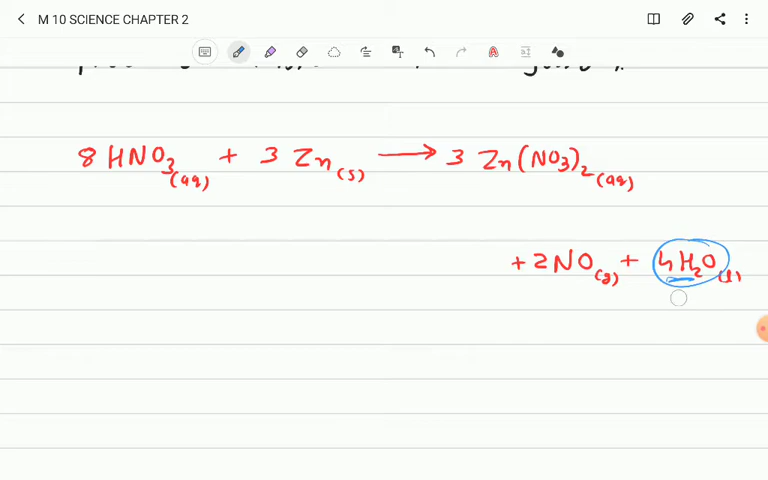 M 10 SCIENCE CHAPTER 2
8 HNO3(aq) + 3 Zn(s) → 3 Zn(NO3)2(aq)
+ 2NO(g) + 4H2O(l)